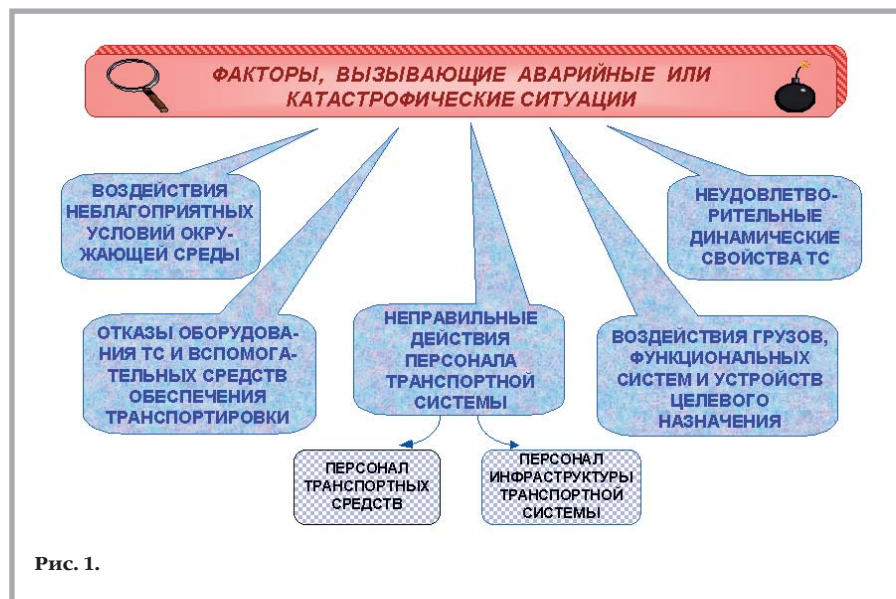 ФАКТОРЫ, ВЫЗЫВАЮЩИЕ АВАРИЙНЫЕ ИЛИ
КАТАСТРОФИЧЕСКИЕ СИТУАЦИИ
ВОЗДЕЙСТВИЯ
НЕБЛАГОПРИЯТНЫХ
УСЛОВИЙ ОКРУ-
ЖАЮЩЕЙ СРЕДЫ
НЕУДОВЛЕТВО-
РИТЕЛЬНЫЕ
ДИНАМИЧЕСКИЕ
СВОЙСТВА ТС
ОТКАЗЫ ОБОРУДОВА-
НИЯ ТС И ВСПОМОГА-
ТЕЛЬНЫХ СРЕДСТВ
ОБЕСПЕЧЕНИЯ
ТРАНСПОРТИРОВКИ
НЕПРАВИЛЬНЫЕ
ДЕЙСТВИЯ
ПЕРСОНАЛА
ТРАНСПОРТНОЙ
СИСТЕМЫ
ВОЗДЕЙСТВИЯ ГРУЗОВ,
ФУНКЦИОНАЛЬНЫХ
СИСТЕМ И УСТРОЙСТВ
ЦЕЛЕВОГО
НАЗНАЧЕНИЯ
ПЕРСОНАЛ
ТРАНСПОРТНЫХ
СРЕДСТВ
ПЕРСОНАЛ
ИНФРАСТРУКТУРЫ
ТРАНСПОРТНОЙ
СИСТЕМЫ
Рис. 1.